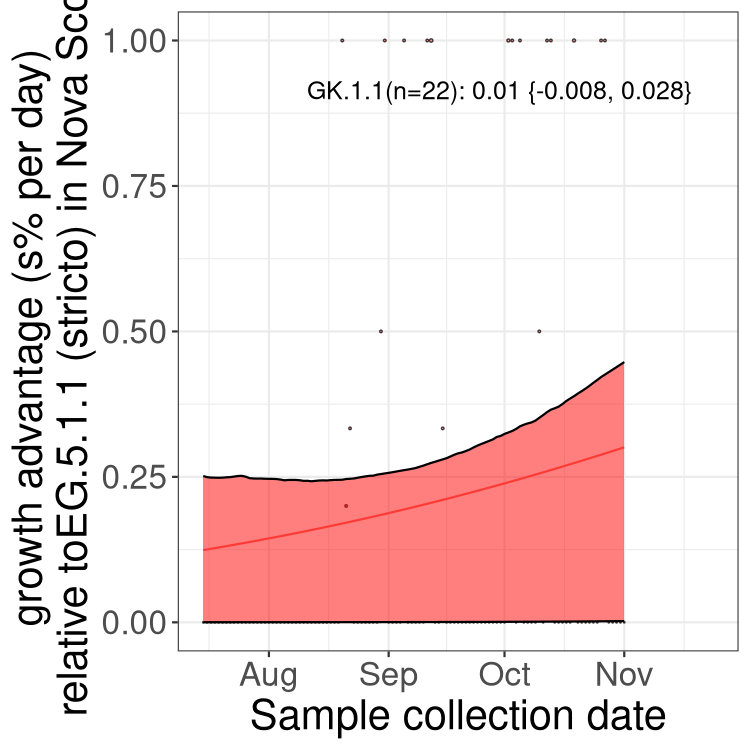 growth advantage (s% per day)
relative toEG.5.1.1 (stricto) in Nova Sco
1.00
0.75
0.50
0.25
0.00
GK.1.1(n=22): 0.01 {-0.008, 0.028}
Aug Sep Oct Nov
Sample collection date